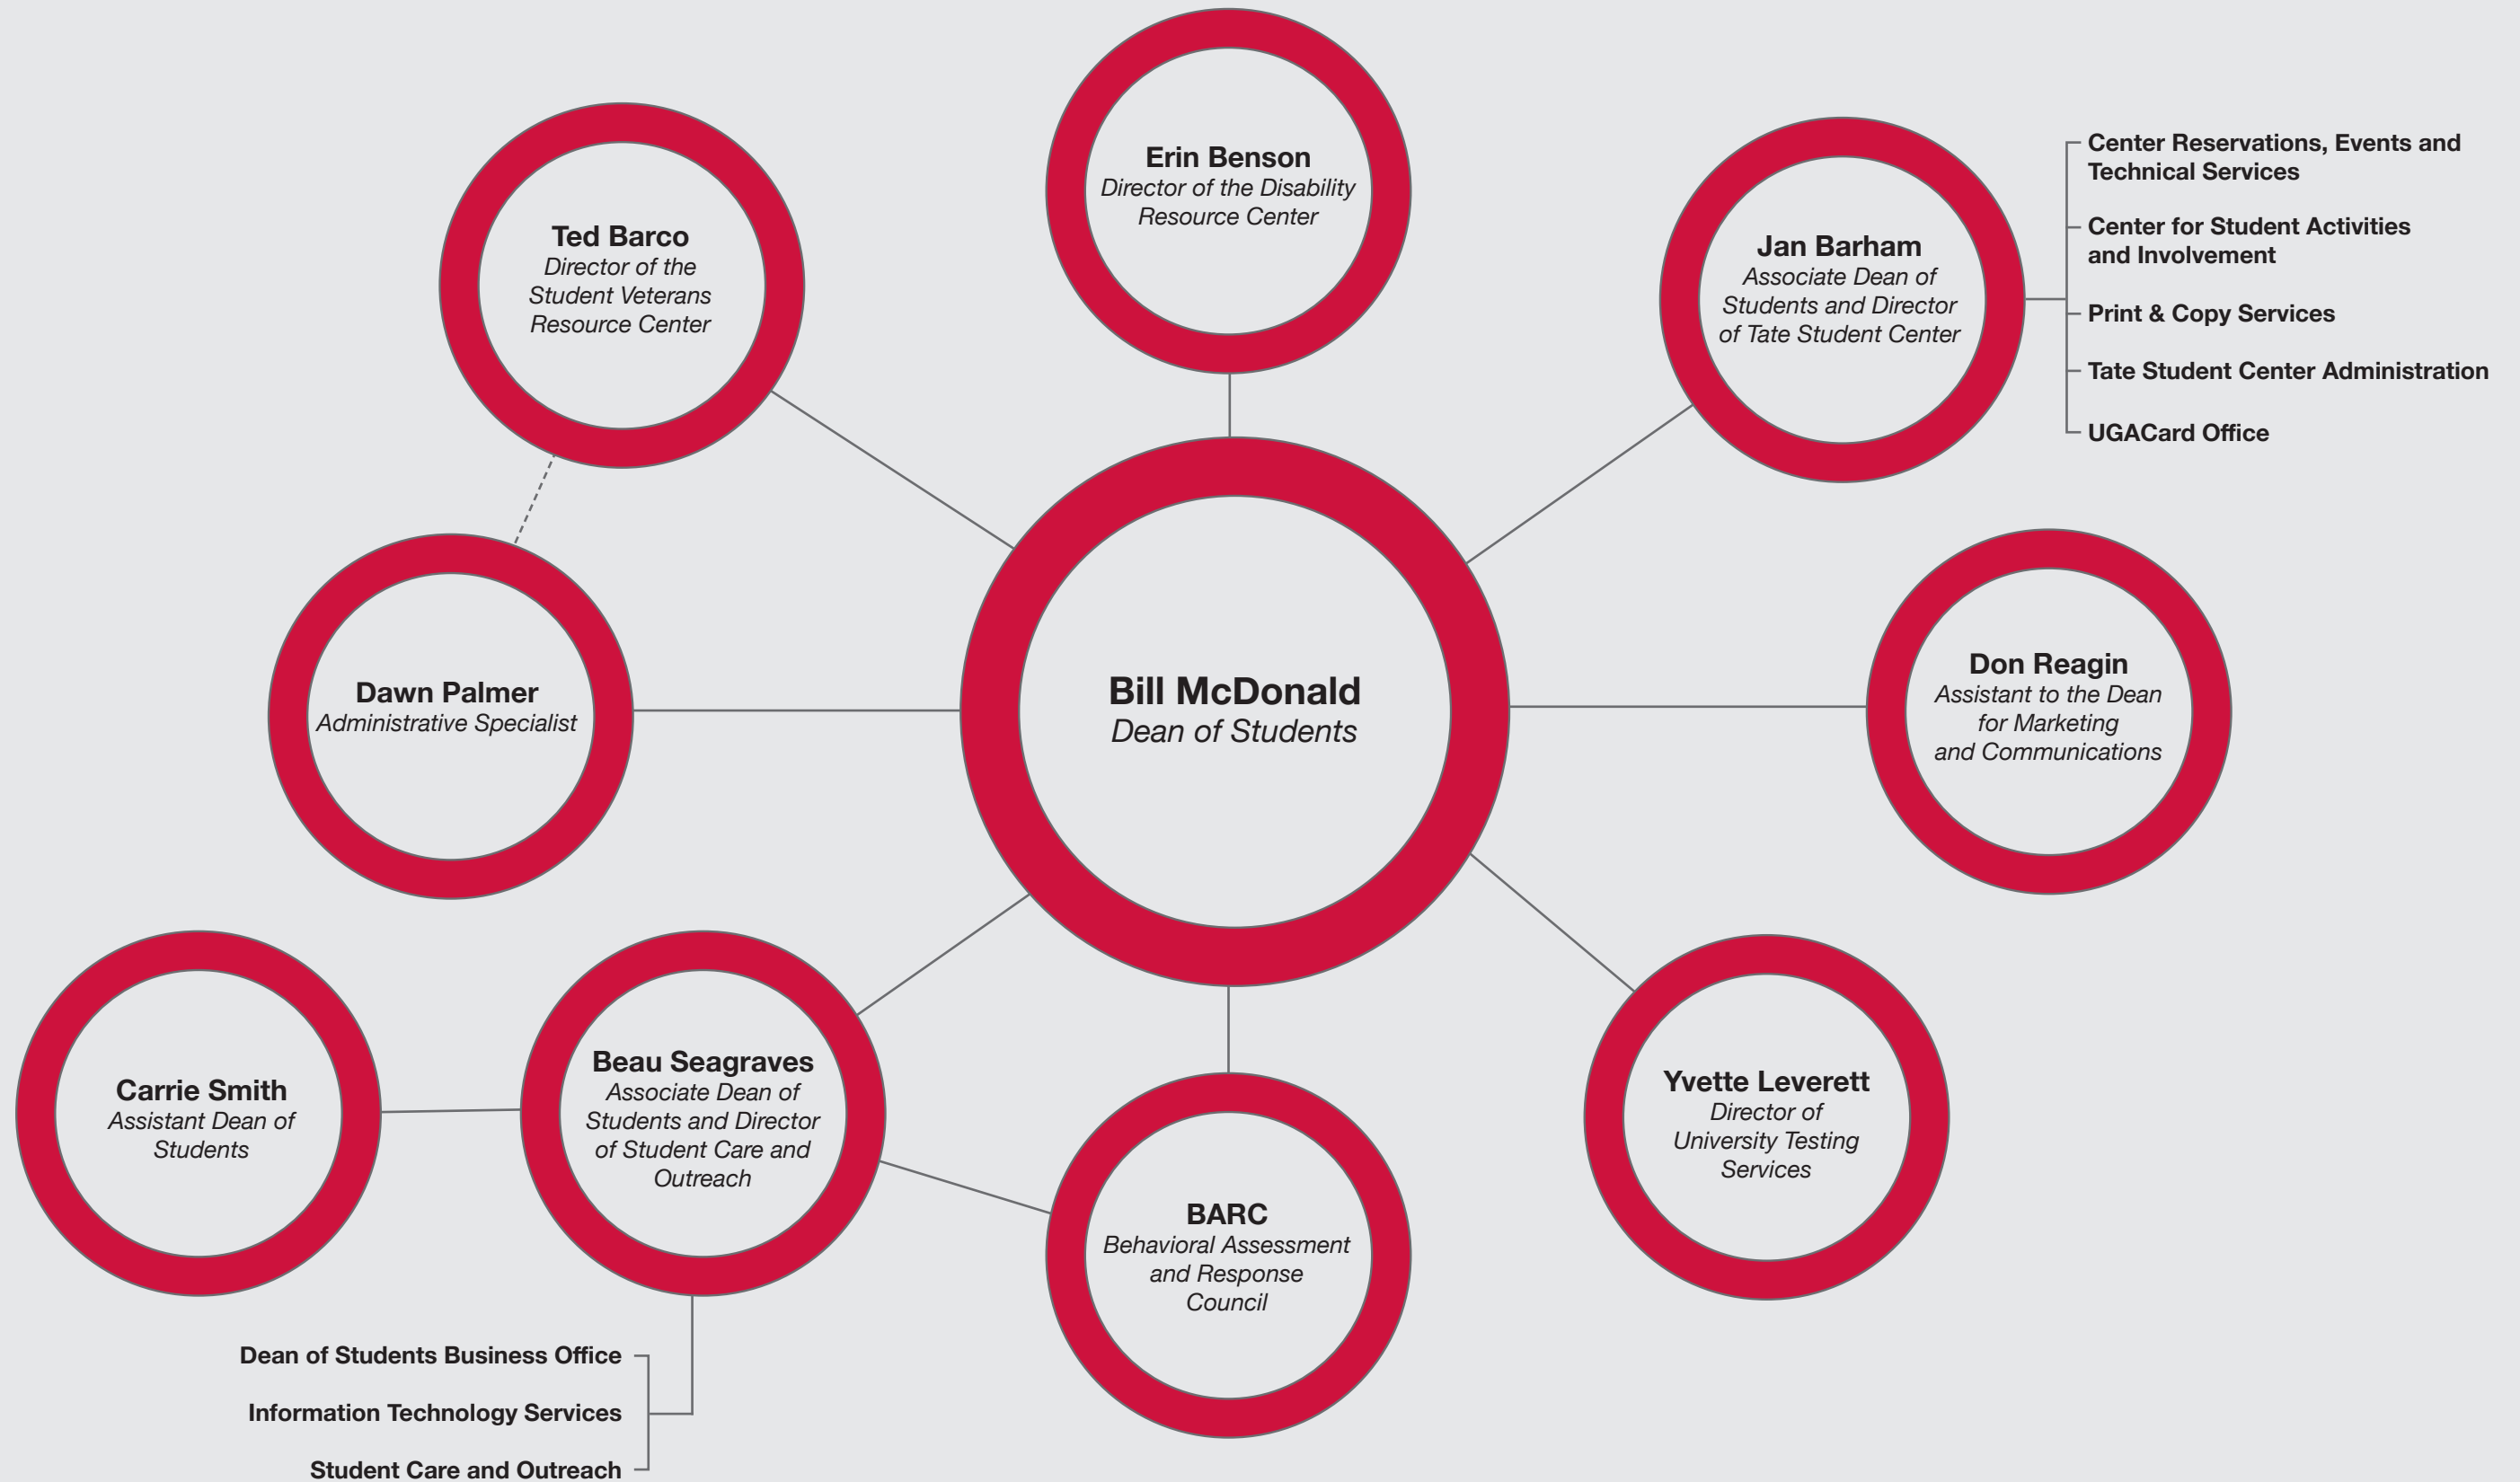 Erin Benson
Director of the Disability
Resource Center
Ted Barco
Director of the
Student Veterans
Resource Center
Jan Barham
Associate Dean of
Students and Director
of Tate Student Center
Center Reservations, Events and
Technical Services
Center for Student Activities
and Involvement
Print & Copy Services
Tate Student Center Administration
UGACard Office
Dawn Palmer
Administrative Specialist
Bill McDonald
Dean of Students
Don Reagin
Assistant to the Dean
for Marketing
and Communications
Carrie Smith
Assistant Dean of
Students
Beau Seagraves
Associate Dean of
Students and Director
of Student Care and
Outreach
BARC
Behavioral Assessment
and Response
Council
Yvette Leverett
Director of
University Testing
Services
Dean of Students Business Office
Information Technology Services
Student Care and Outreach